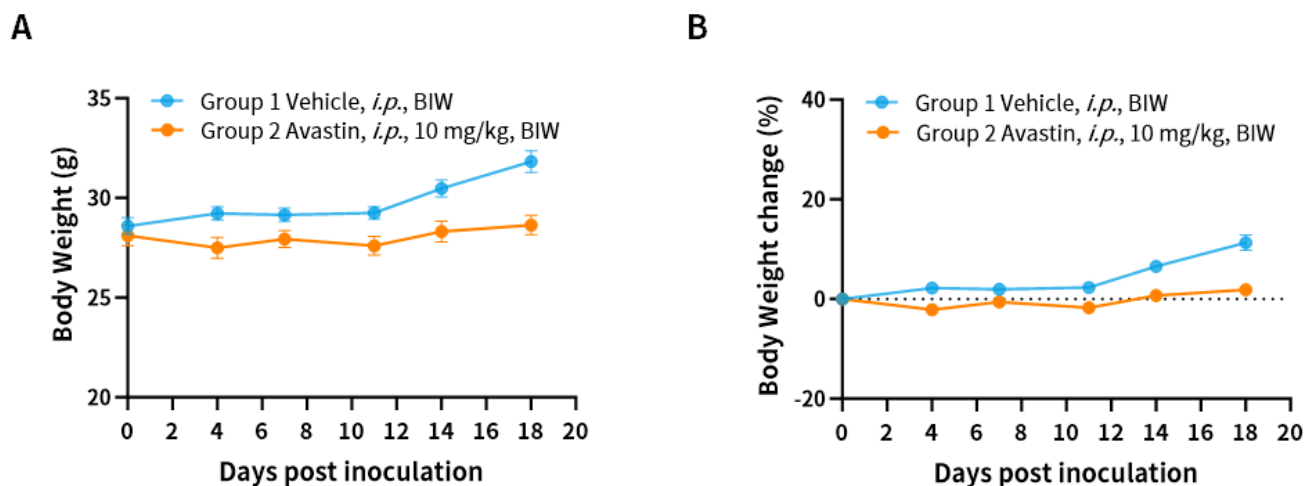 A
Group 1 Vehicle, i.p., BIW
Group 2 Avastin, i.p., 10 mg/kg, BIW
Body Weight (g)
35
30
25
20
0 2 4 6 8 10 12 14 16 18 20
Days post inoculation
B
Group 1 Vehicle, i.p., BIW
Group 2 Avastin, i.p., 10 mg/kg, BIW
Body Weight change (%)
40
20
0
-20
0 2 4 6 8 10 12 14 16 18 20
Days post inoculation